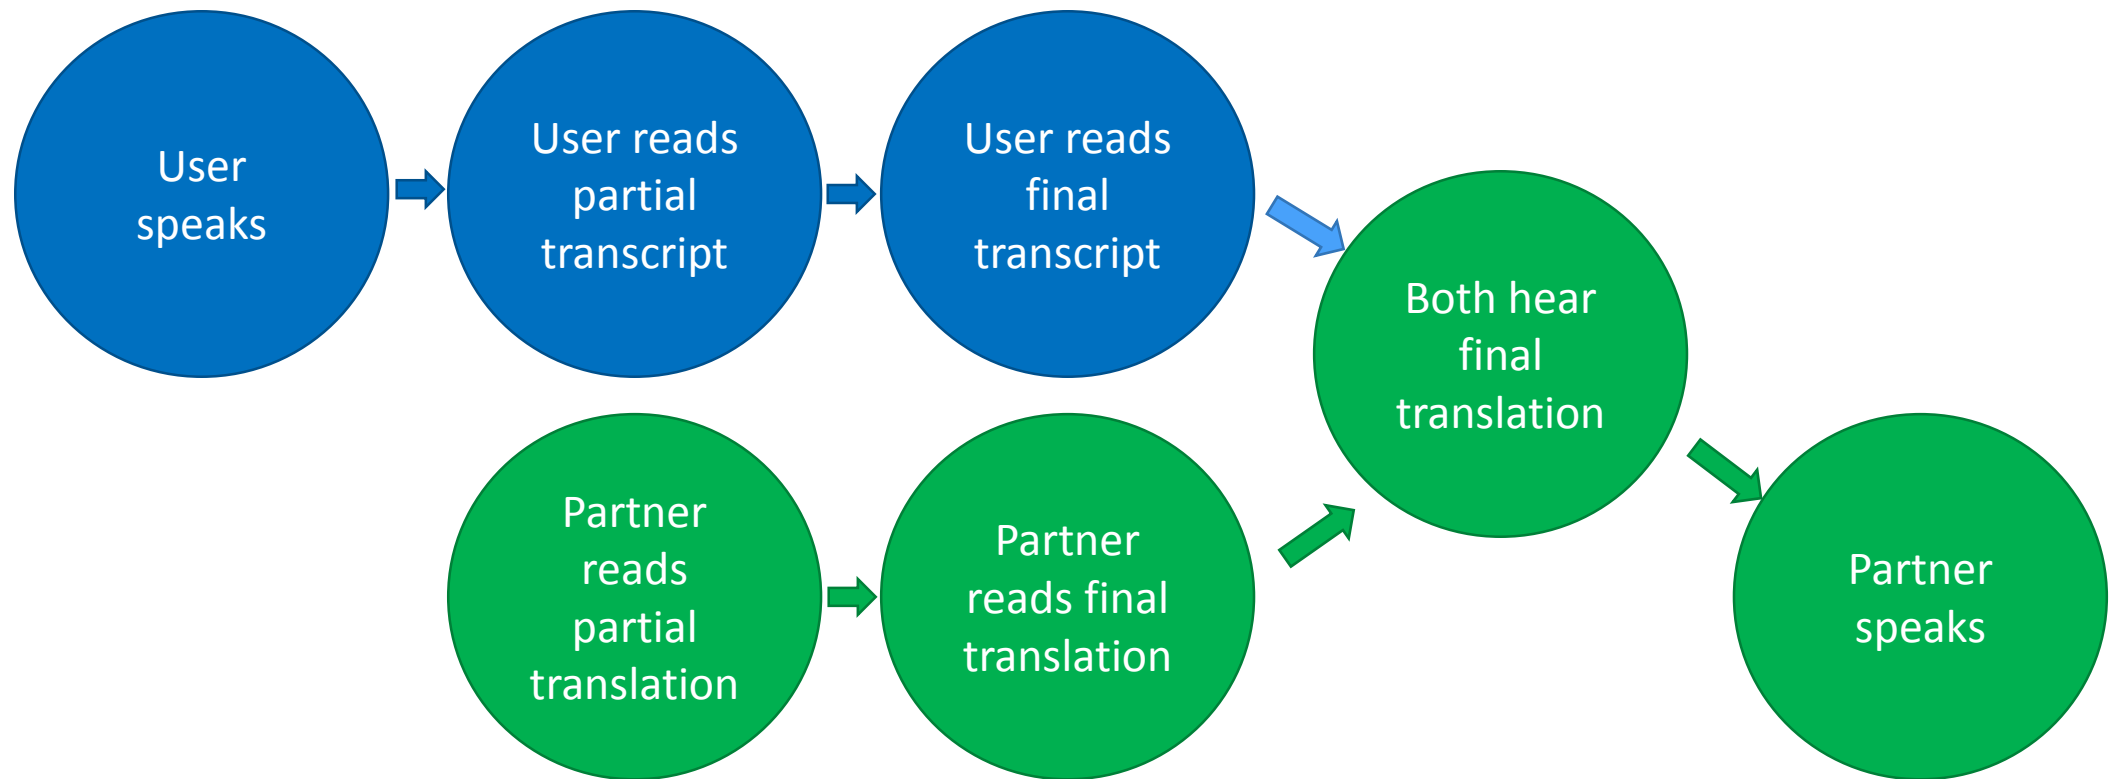 User
speaks
User reads
partial
transcript
User reads
final
transcript
Both hear
final
translation
Partner
reads
partial
translation
Partner
reads final
translation
Partner
speaks